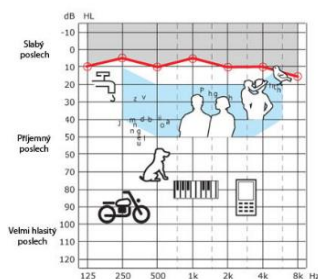 dB HL
Slabý
poslech
-10
0
10
20
30
40
50
60
70
80
90
100
110
120
Příjemný
poslech
Velmi hlasitý
poslech
z v
P h g
j m d b
n
125 250 500 1k 2k 4k 8k Hz